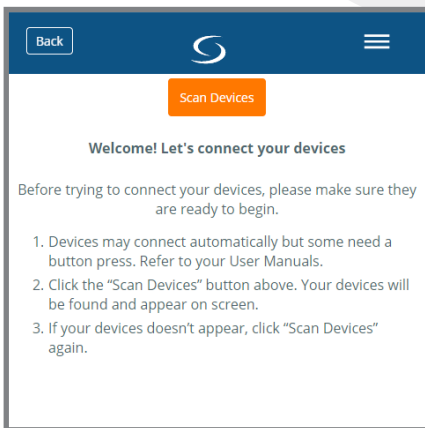 Back
Scan Devices
Welcome! Let's connect your devices
Before trying to connect your devices, please make sure they
are ready to begin.
1. Devices may connect automatically but some need a
button press. Refer to your User Manuals.
2. Click the “Scan Devices” button above. Your devices will
be found and appear on screen.
3. If your devices doesn’t appear, click “Scan Devices”
again.